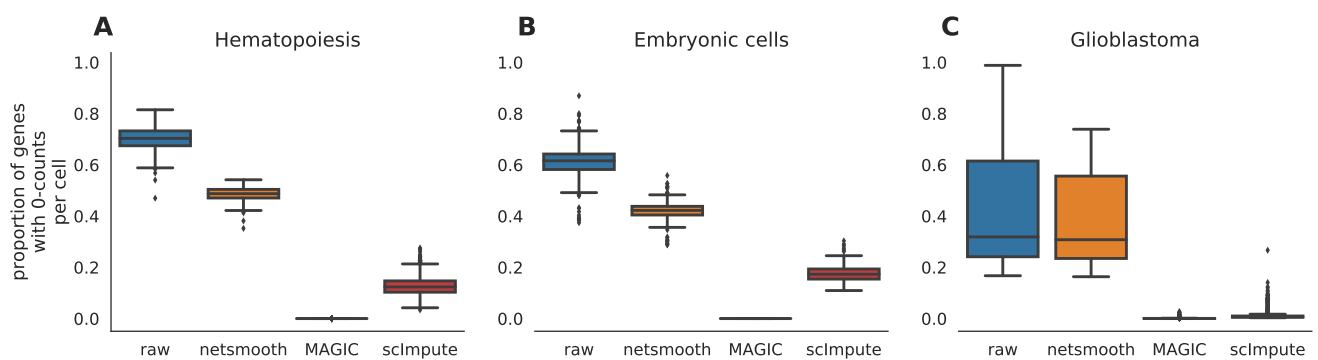 A
Hematopoiesis
proportion of genes
with 0-counts
per cell
1.0
0.8
0.6
0.4
0.2
0.0
raw netsmooth MAGIC scImpute
B
Embryonic cells
1.0
0.8
0.6
0.4
0.2
0.0
raw netsmooth MAGIC scImpute
C
Glioblastoma
1.0
0.8
0.6
0.4
0.2
0.0
raw netsmooth MAGIC scImpute